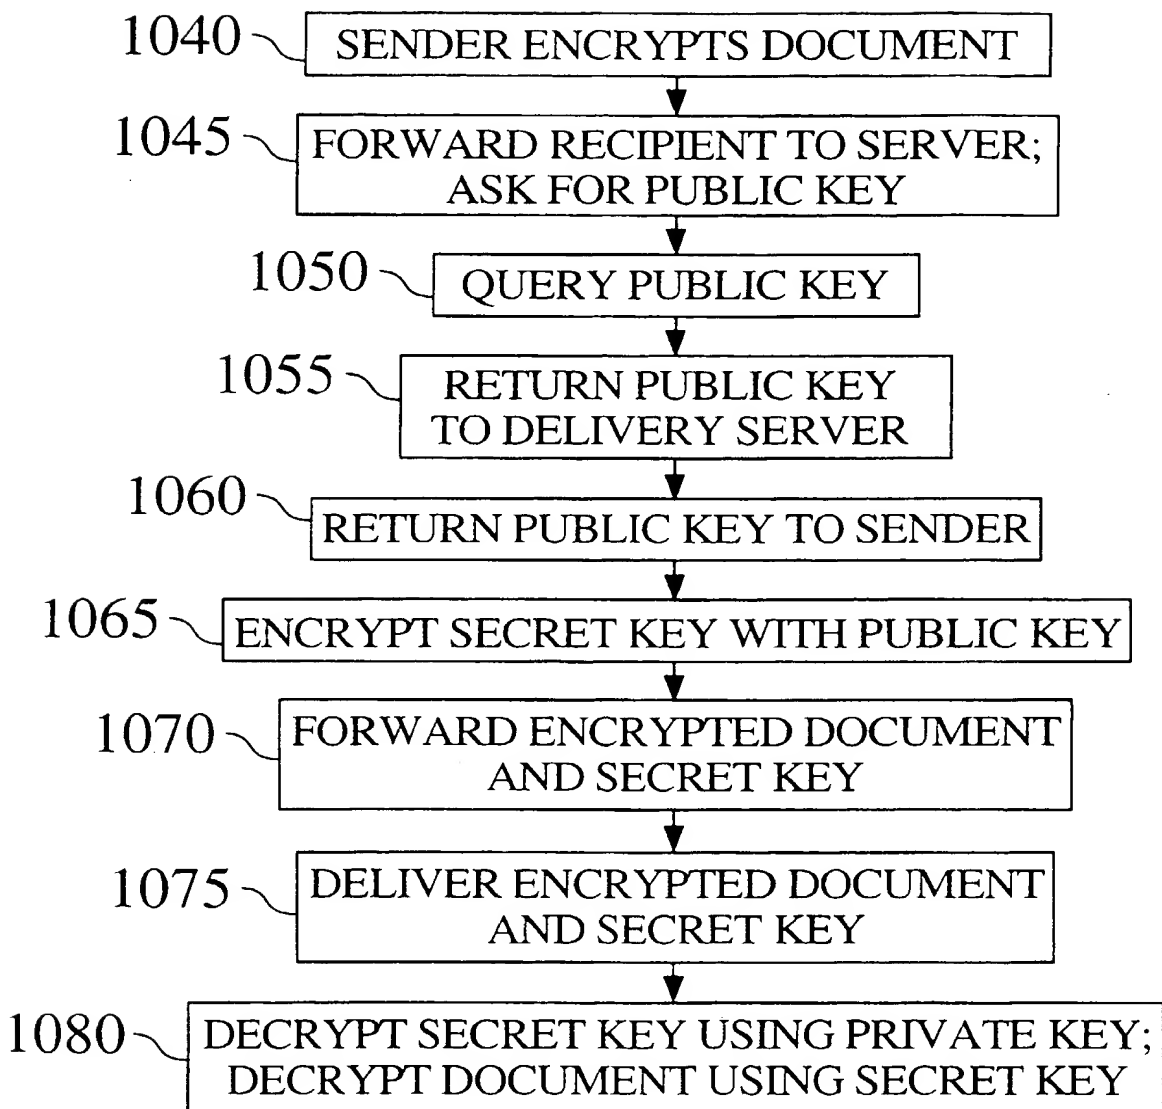 1040 SENDER ENCRYPTS DOCUMENT
1045 FORWARD RECIPIENT TO SERVER;
ASK FOR PUBLIC KEY
1050 QUERY PUBLIC KEY
1055 RETURN PUBLIC KEY
TO DELIVERY SERVER
1060 RETURN PUBLIC KEY TO SENDER
1065 ENCRYPT SECRET KEY WITH PUBLIC KEY
1070 FORWARD ENCRYPTED DOCUMENT
AND SECRET KEY
1075 DELIVER ENCRYPTED DOCUMENT
AND SECRET KEY
1080 DECRYPT SECRET KEY USING PRIVATE KEY;
DECRYPT DOCUMENT USING SECRET KEY